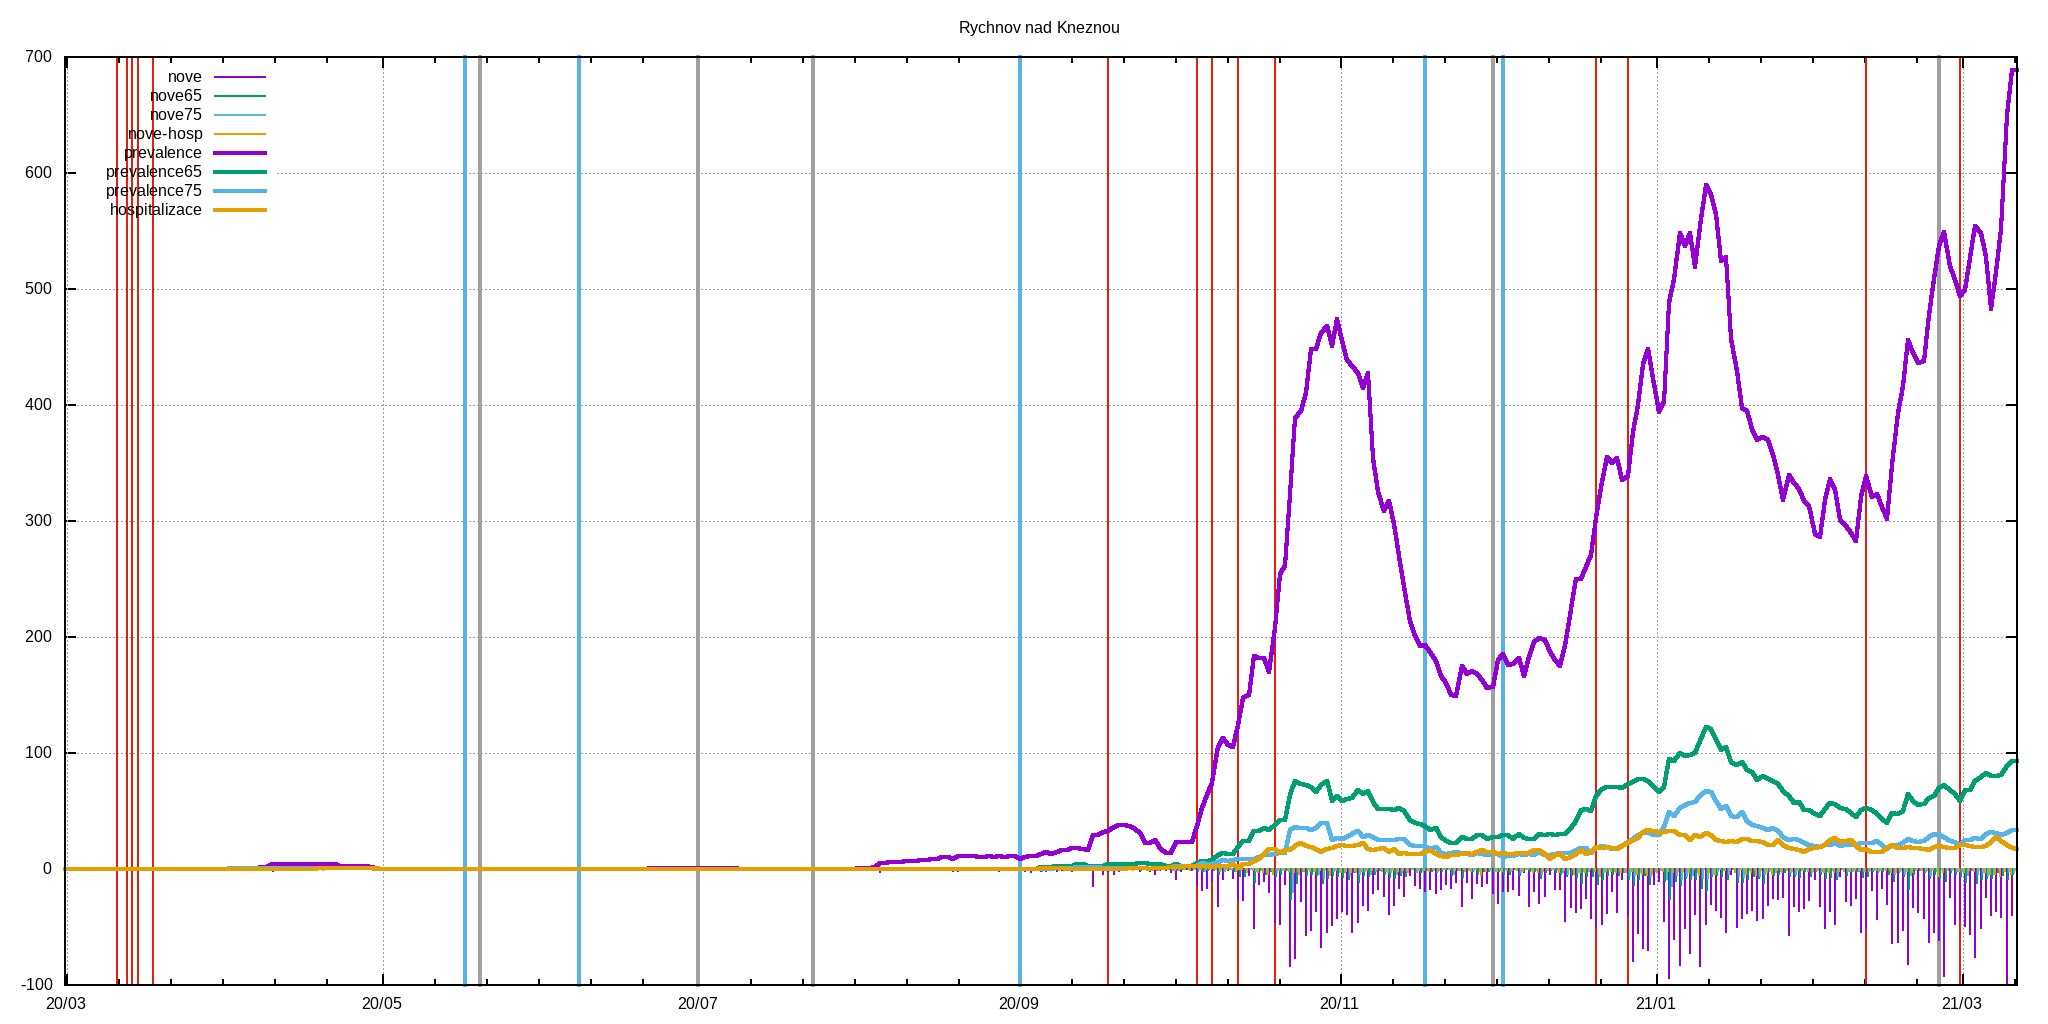 Rychnov nad Kneznou
700
600
500
400
300
200
100
0
-100
nove
nove65
nove75
nove-hosp
prevalence
prevalence65
prevalence75
hospitalizace
20/03 20/05 20/07 20/09 20/11 21/01 21/03